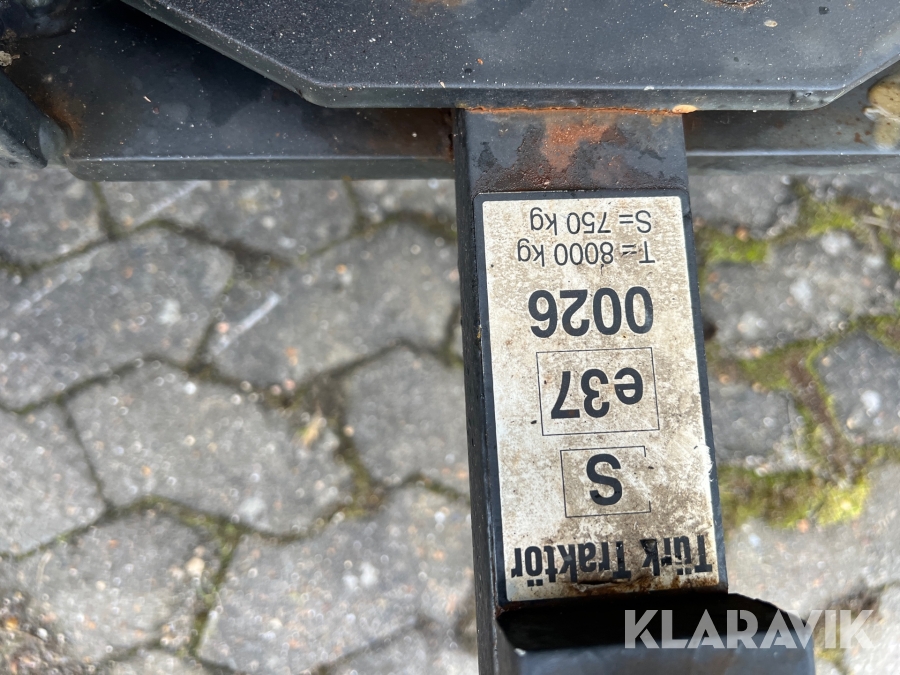 Türk Traktör
S
e37
0026
T= 8000 kg
S= 750 kg
KLARAVIK